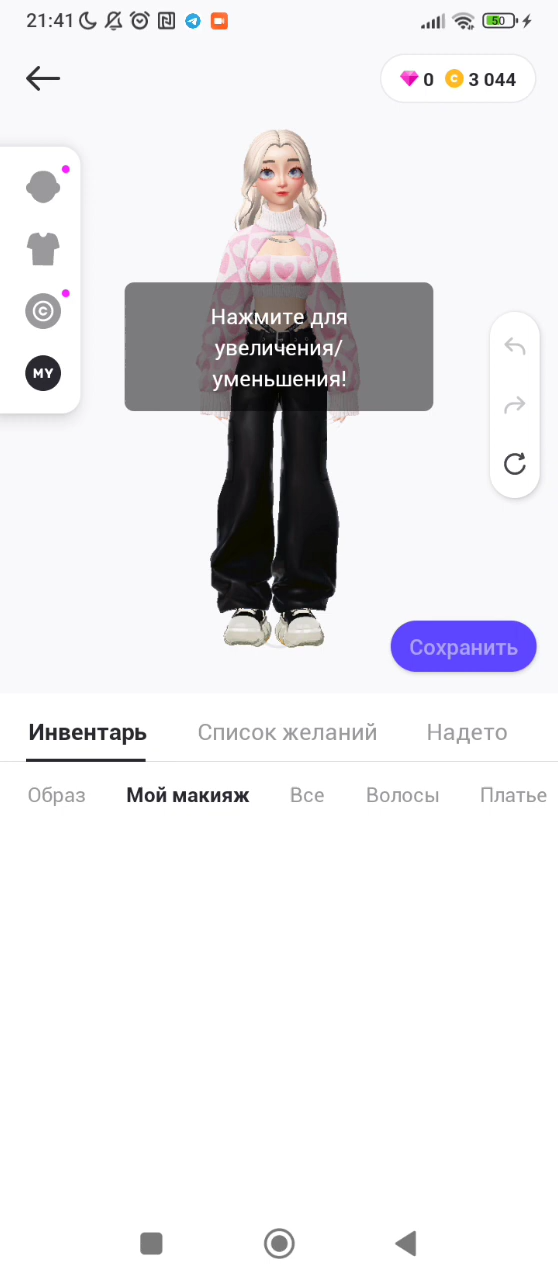 21:41
50
0 3 044
MY
Нажмите для
увеличения/
уменьшения!
Сохранить
Инвентарь Список желаний Надето
Образ Мой макияж Все Волосы Платье